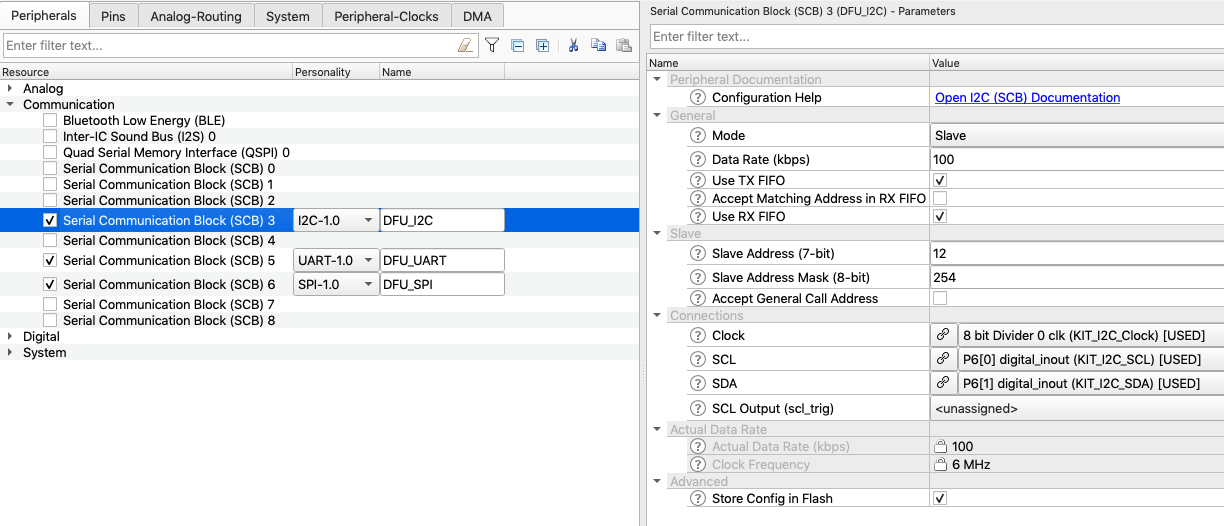 Peripherals Pins Analog-Routing System Peripheral-Clocks DMA
Enter filter text...
Resource Personality Name
Analog
Communication
Bluetooth Low Energy (BLE)
Inter-IC Sound Bus (I2S) 0
Quad Serial Memory Interface (QSPI) 0
Serial Communication Block (SCB) 0
Serial Communication Block (SCB) 1
Serial Communication Block (SCB) 2
Serial Communication Block (SCB) 3 I2C-1.0 DFU_I2C
Serial Communication Block (SCB) 4
Serial Communication Block (SCB) 5 UART-1.0 DFU_UART
Serial Communication Block (SCB) 6 SPI-1.0 DFU_SPI
Serial Communication Block (SCB) 7
Serial Communication Block (SCB) 8
Digital
System
Serial Communication Block (SCB) 3 (DFU_I2C) - Parameters
Enter filter text...
Name Value
Peripheral Documentation
? Configuration Help Open I2C (SCB) Documentation
General
? Mode Slave
? Data Rate (kbps) 100
? Use TX FIFO
? Accept Matching Address in RX FIFO
? Use RX FIFO
Slave
? Slave Address (7-bit) 12
? Slave Address Mask (8-bit) 254
? Accept General Call Address
Connections
? Clock 8 bit Divider 0 clk (KIT_I2C_Clock) [USED]
? SCL P6[0] digital_inout (KIT_I2C_SCL) [USED]
? SDA P6[1] digital_inout (KIT_I2C_SDA) [USED]
? SCL Output (scl_trig) <unassigned>
Actual Data Rate
? Actual Data Rate (kbps) 100
? Clock Frequency 6 MHz
Advanced
? Store Config in Flash